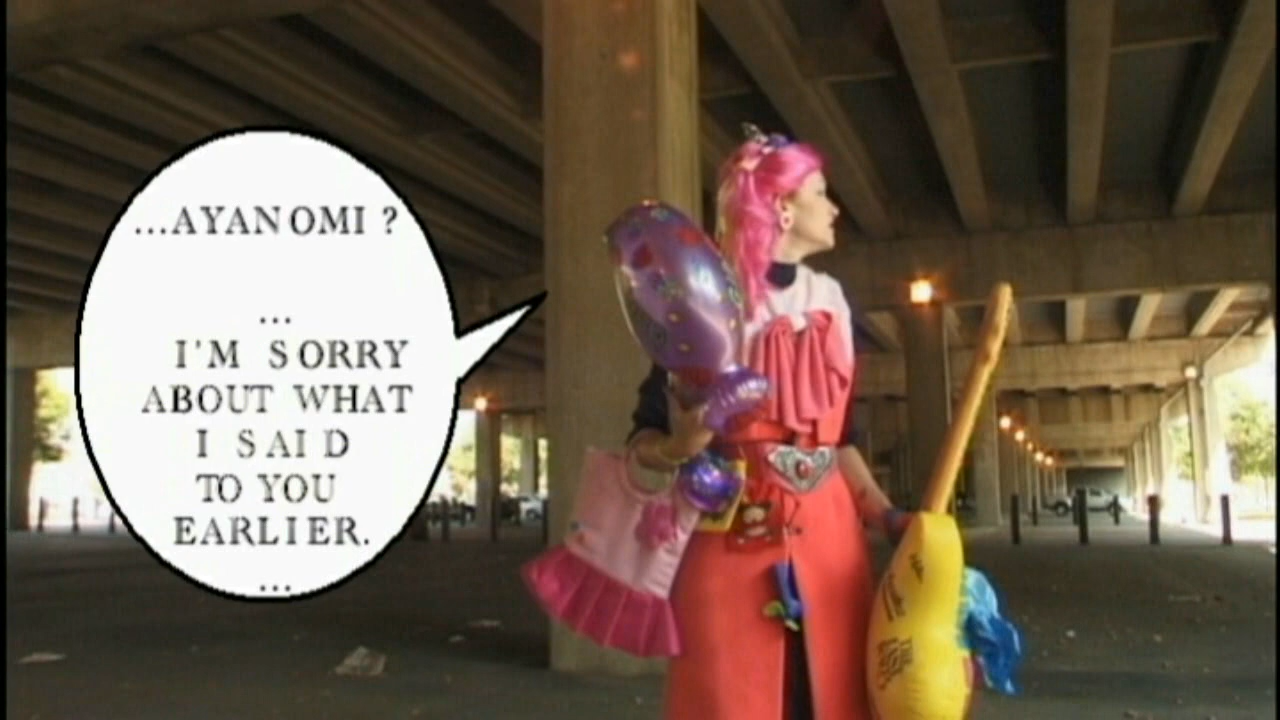 ...AYANOMI ?
...
I'M SORRY
ABOUT WHAT
I SAID
TO YOU
EARLIER.
...